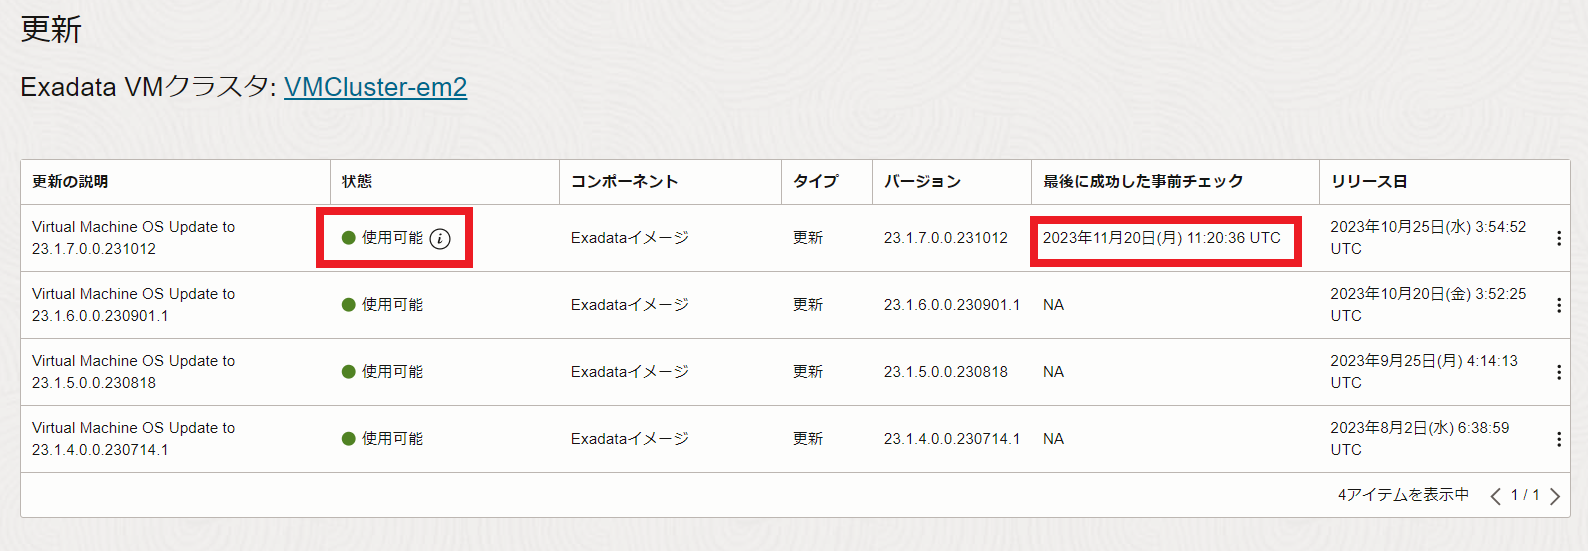 更新
Exadata VMクラスタ: VMCluster-em2
更新の説明 状態 コンポーネント タイプ バージョン 最後に成功した事前チェック リリース日
Virtual Machine OS Update to
23.1.7.0.0.231012
使用可能 i Exadataイメージ 更新 23.1.7.0.0.231012 2023年11月20日(月) 11:20:36 UTC
2023年10月25日(水) 3:54:52
UTC
Virtual Machine OS Update to
23.1.6.0.0.230901.1
使用可能 Exadataイメージ 更新 23.1.6.0.0.230901.1 NA
2023年10月20日(金) 3:52:25
UTC
Virtual Machine OS Update to
23.1.5.0.0.230818
使用可能 Exadataイメージ 更新 23.1.5.0.0.230818 NA
2023年9月25日(月) 4:14:13
UTC
Virtual Machine OS Update to
23.1.4.0.0.230714.1
使用可能 Exadataイメージ 更新 23.1.4.0.0.230714.1 NA
2023年8月2日(水) 6:38:59
UTC
4アイテムを表示中 1 / 1